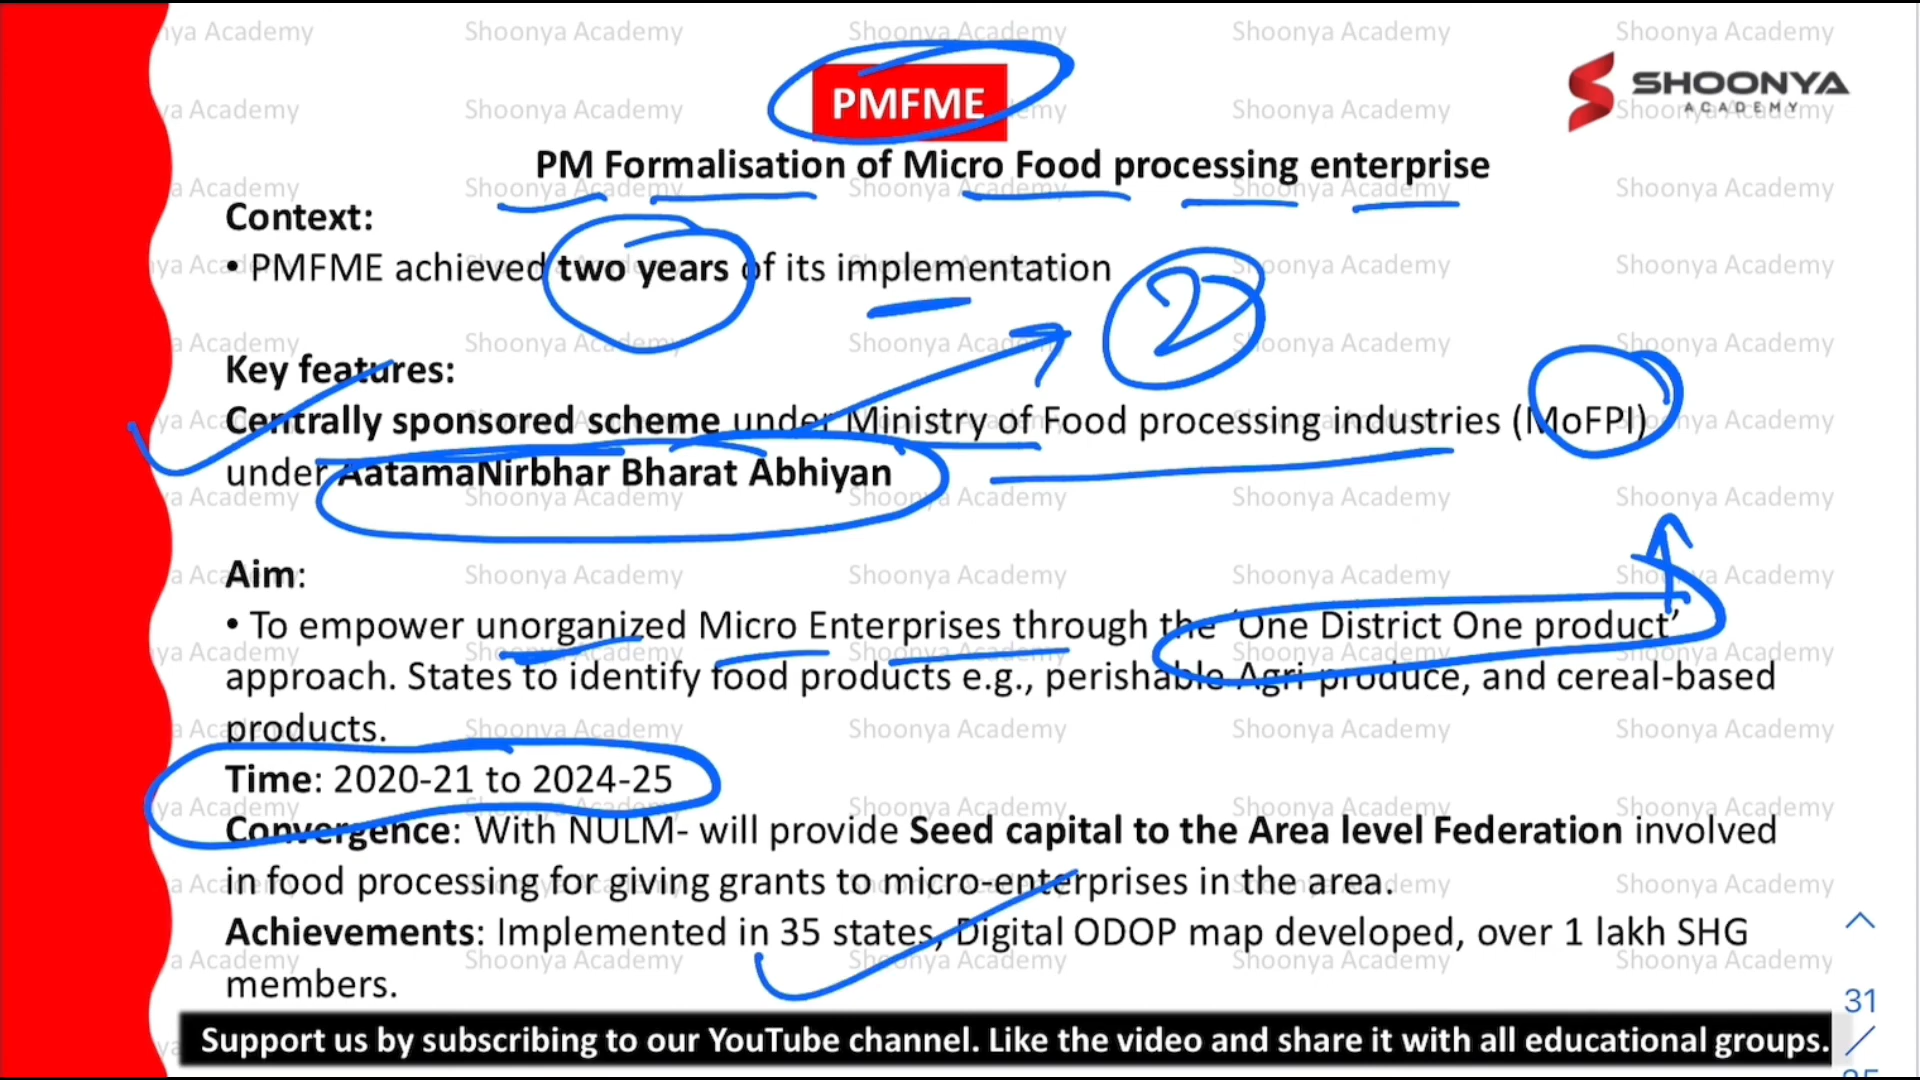 PMFME
SHOONYA
ACADEMY
PM Formalisation of Micro Food processing enterprise
Context:
• PMFME achieved two years of its implementation
2
Key features:
Centrally sponsored scheme under Ministry of Food processing industries (MoFPI)
under AatamaNirbhar Bharat Abhiyan
Aim:
• To empower unorganized Micro Enterprises through the ‘One District One product’
approach. States to identify food products e.g., perishable Agri produce, and cereal-based
products.
Time: 2020-21 to 2024-25
Convergence: With NULM- will provide Seed capital to the Area level Federation involved
in food processing for giving grants to micro-enterprises in the area.
Achievements: Implemented in 35 states, Digital ODOP map developed, over 1 lakh SHG
members.
31
/
Support us by subscribing to our YouTube channel. Like the video and share it with all educational groups.
Shoonya Academy